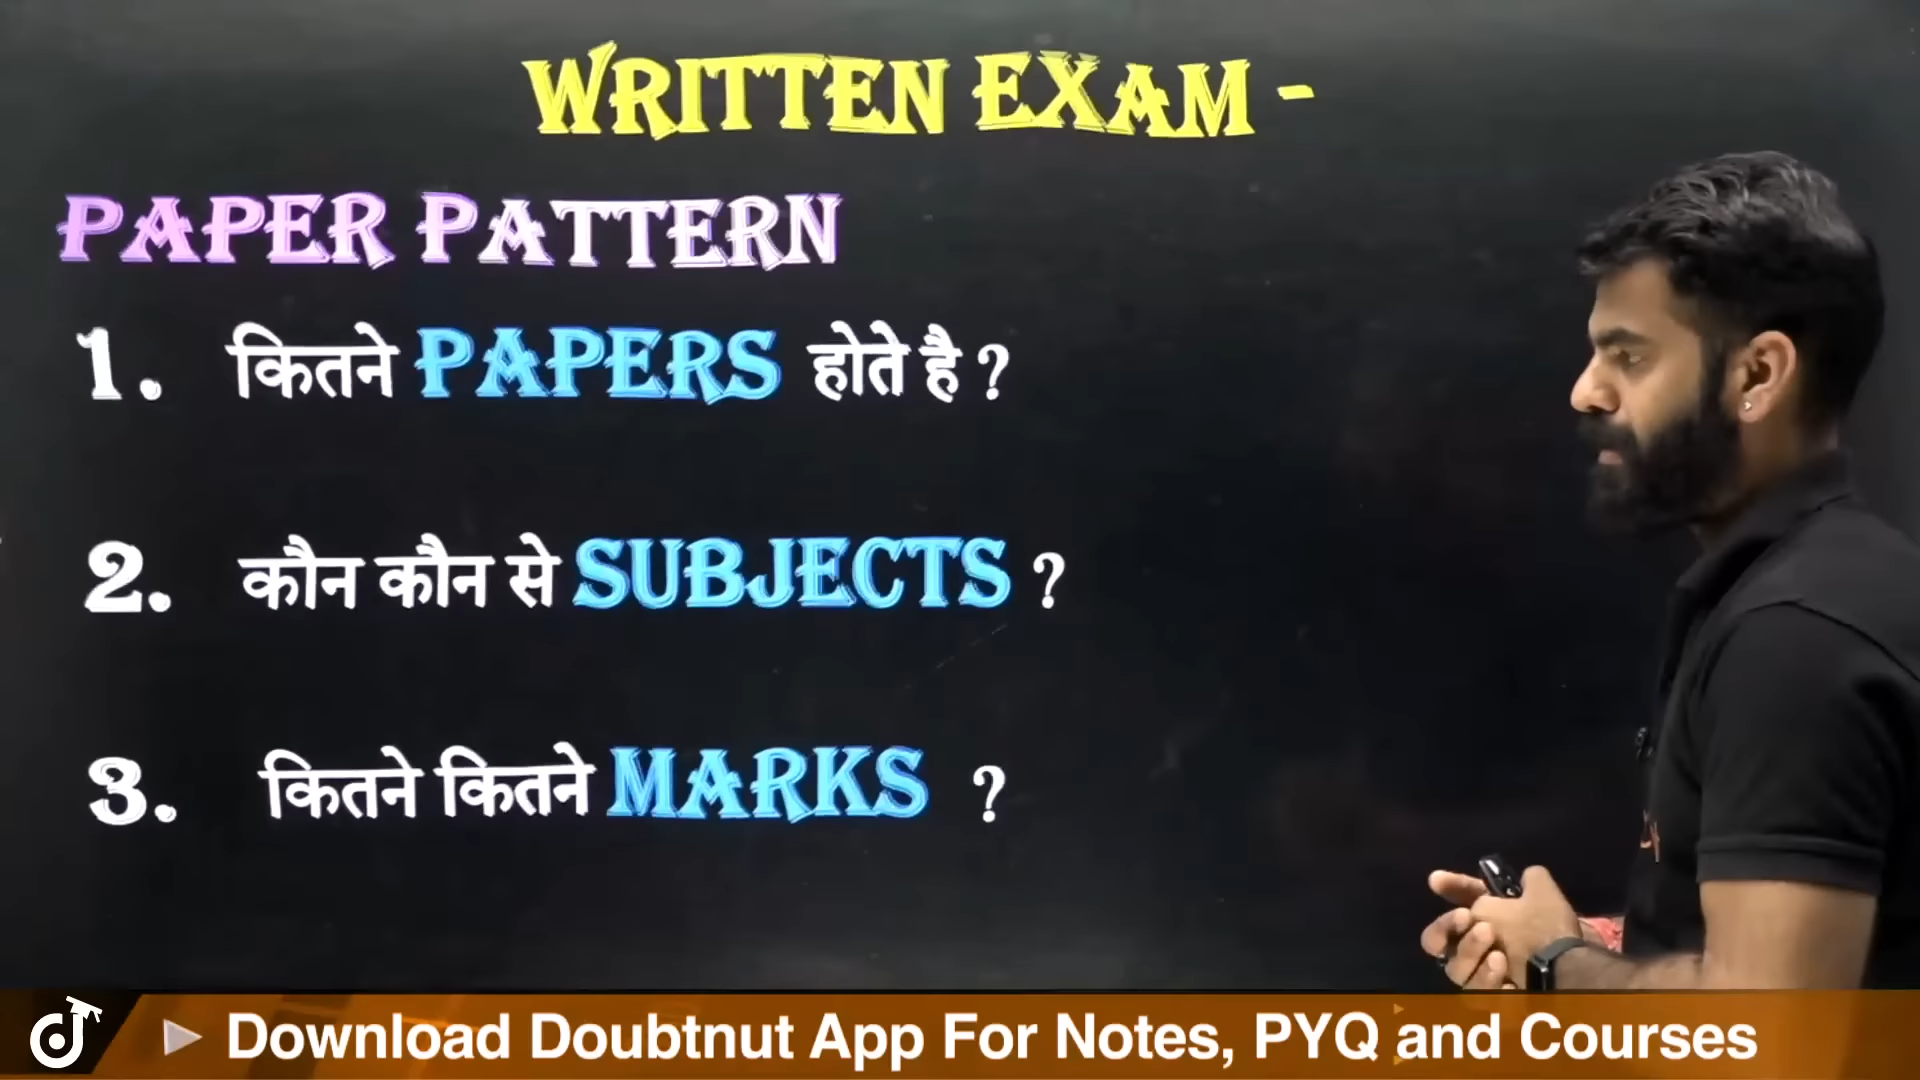 WRITTEN EXAM -
PAPER PATTERN
1. कितने PAPERS होते है ?
2. कौन कौन से SUBJECTS ?
3. कितने कितने MARKS ?
Download Doubtnut App For Notes, PYQ and Courses